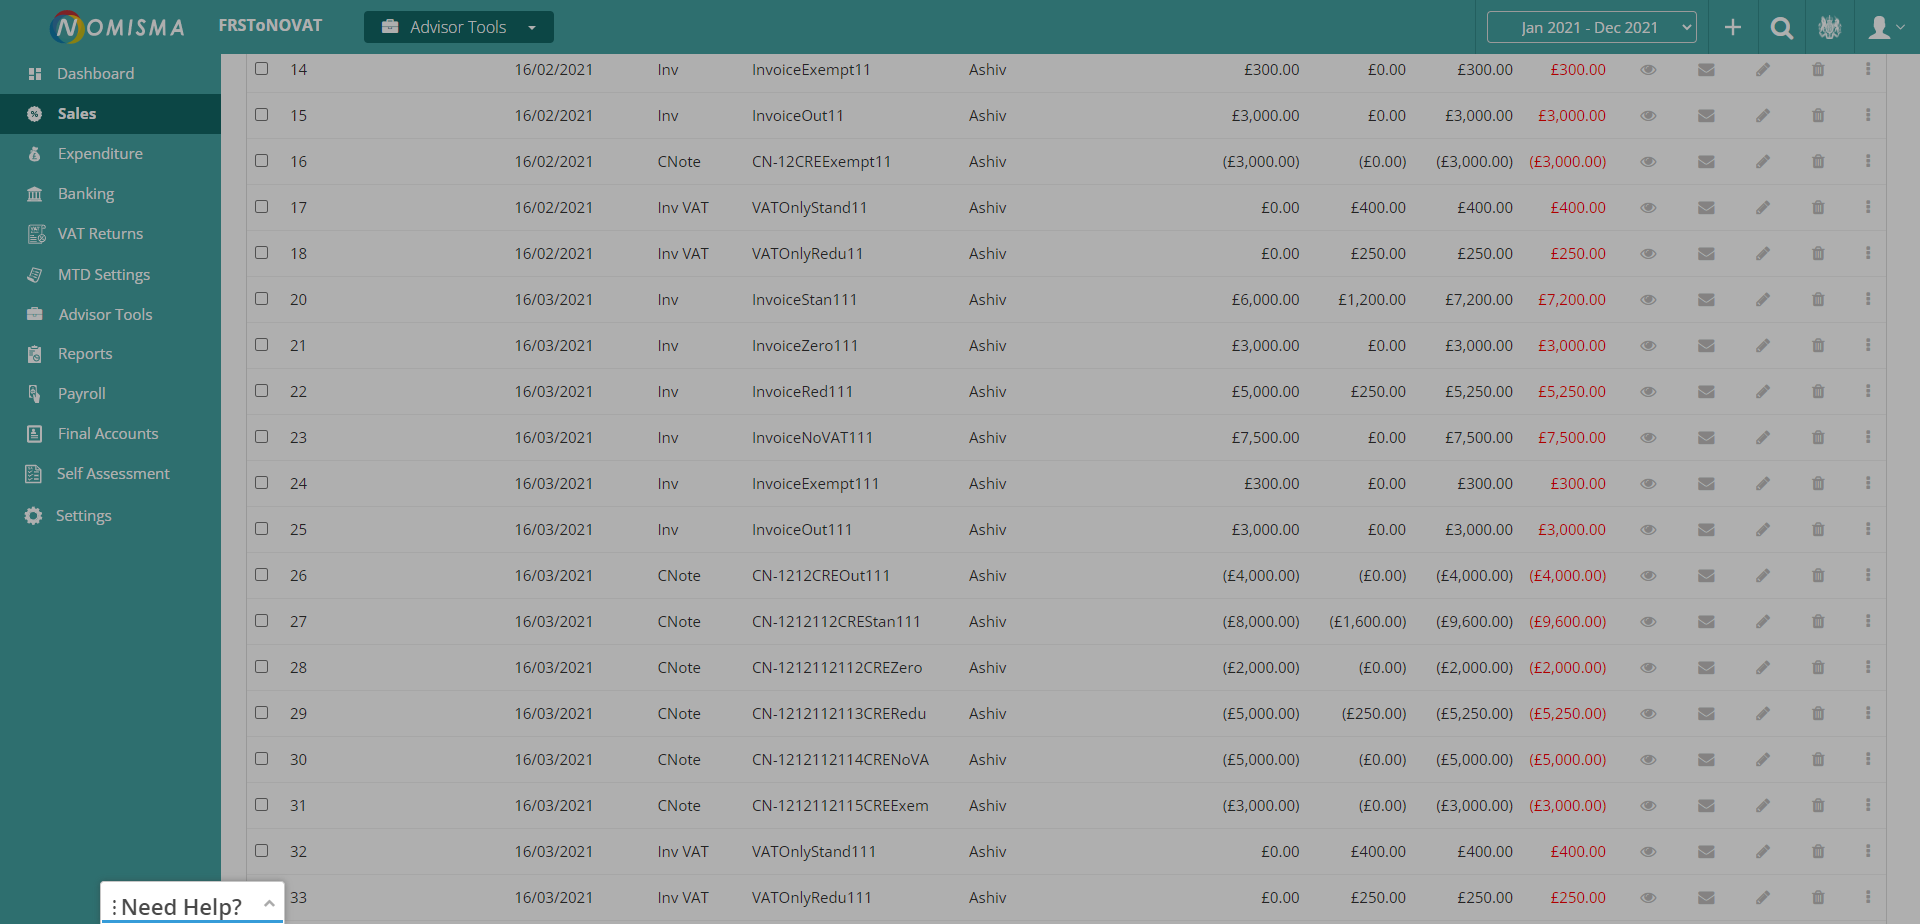 NOMISMA FRSToNOVAT Advisor Tools Jan 2021 - Dec 2021
Dashboard
Sales
Expenditure
Banking
VAT Returns
MTD Settings
Advisor Tools
Reports
Payroll
Final Accounts
Self Assessment
Settings
14 16/02/2021 Inv InvoiceExempt11 Ashiv £300.00 £0.00 £300.00 £300.00
15 16/02/2021 Inv InvoiceOut11 Ashiv £3,000.00 £0.00 £3,000.00 £3,000.00
16 16/02/2021 CNote CN-12CREExempt11 Ashiv (£3,000.00) (£0.00) (£3,000.00) (£3,000.00)
17 16/02/2021 Inv VAT VATOnlyStand11 Ashiv £0.00 £400.00 £400.00 £400.00
18 16/02/2021 Inv VAT VATOnlyRedu11 Ashiv £0.00 £250.00 £250.00 £250.00
20 16/03/2021 Inv InvoiceStan111 Ashiv £6,000.00 £1,200.00 £7,200.00 £7,200.00
21 16/03/2021 Inv InvoiceZero111 Ashiv £3,000.00 £0.00 £3,000.00 £3,000.00
22 16/03/2021 Inv InvoiceRed111 Ashiv £5,000.00 £250.00 £5,250.00 £5,250.00
23 16/03/2021 Inv InvoiceNoVAT111 Ashiv £7,500.00 £0.00 £7,500.00 £7,500.00
24 16/03/2021 Inv InvoiceExempt111 Ashiv £300.00 £0.00 £300.00 £300.00
25 16/03/2021 Inv InvoiceOut111 Ashiv £3,000.00 £0.00 £3,000.00 £3,000.00
26 16/03/2021 CNote CN-1212CREOut111 Ashiv (£4,000.00) (£0.00) (£4,000.00) (£4,000.00)
27 16/03/2021 CNote CN-1212112CREStan111 Ashiv (£8,000.00) (£1,600.00) (£9,600.00) (£9,600.00)
28 16/03/2021 CNote CN-1212112112CREZero Ashiv (£2,000.00) (£0.00) (£2,000.00) (£2,000.00)
29 16/03/2021 CNote CN-1212112113CRERedu Ashiv (£5,000.00) (£250.00) (£5,250.00) (£5,250.00)
30 16/03/2021 CNote CN-1212112114CRENoVA Ashiv (£5,000.00) (£0.00) (£5,000.00) (£5,000.00)
31 16/03/2021 CNote CN-1212112115CREExem Ashiv (£3,000.00) (£0.00) (£3,000.00) (£3,000.00)
32 16/03/2021 Inv VAT VATOnlyStand111 Ashiv £0.00 £400.00 £400.00 £400.00
33 16/03/2021 Inv VAT VATOnlyRedu111 Ashiv £0.00 £250.00 £250.00 £250.00
Need Help?